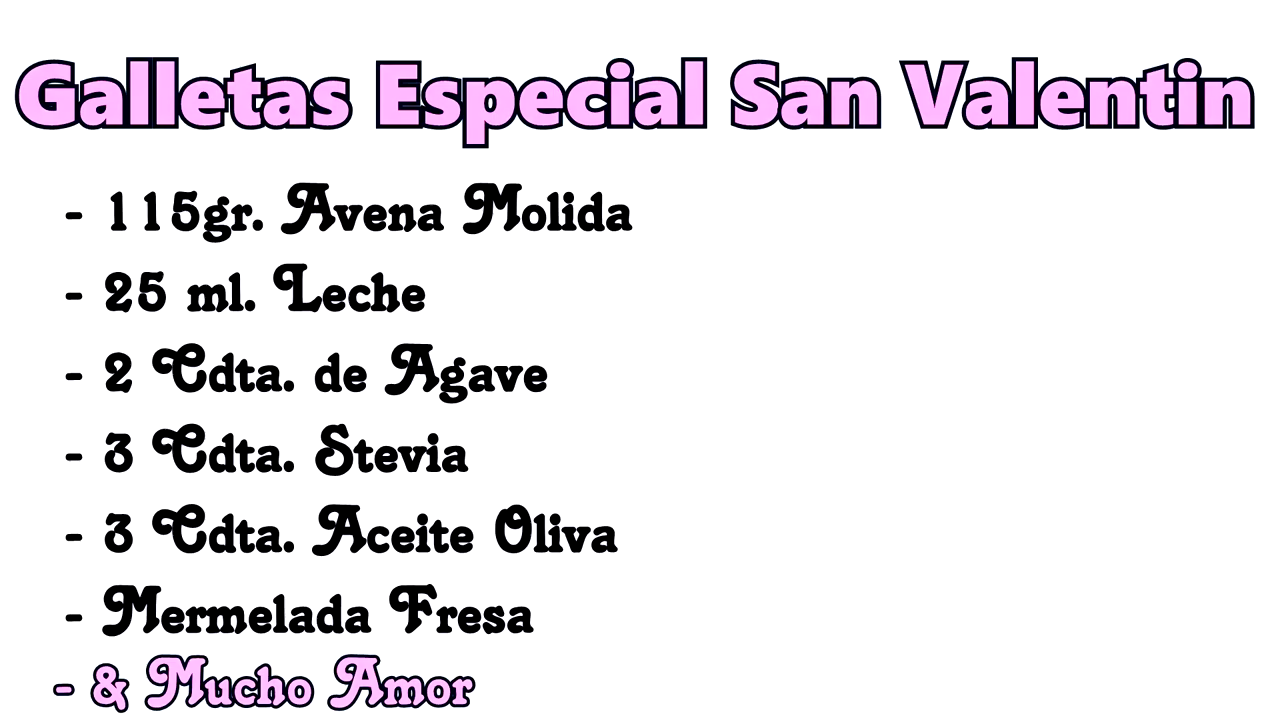 Galletas Especial San Valentin
- 115gr. Avena Molida
- 25 ml. Leche
- 2 Cdta. de Agave
- 3 Cdta. Stevia
- 3 Cdta. Aceite Oliva
- Mermelada Fresa
- & Mucho Amor